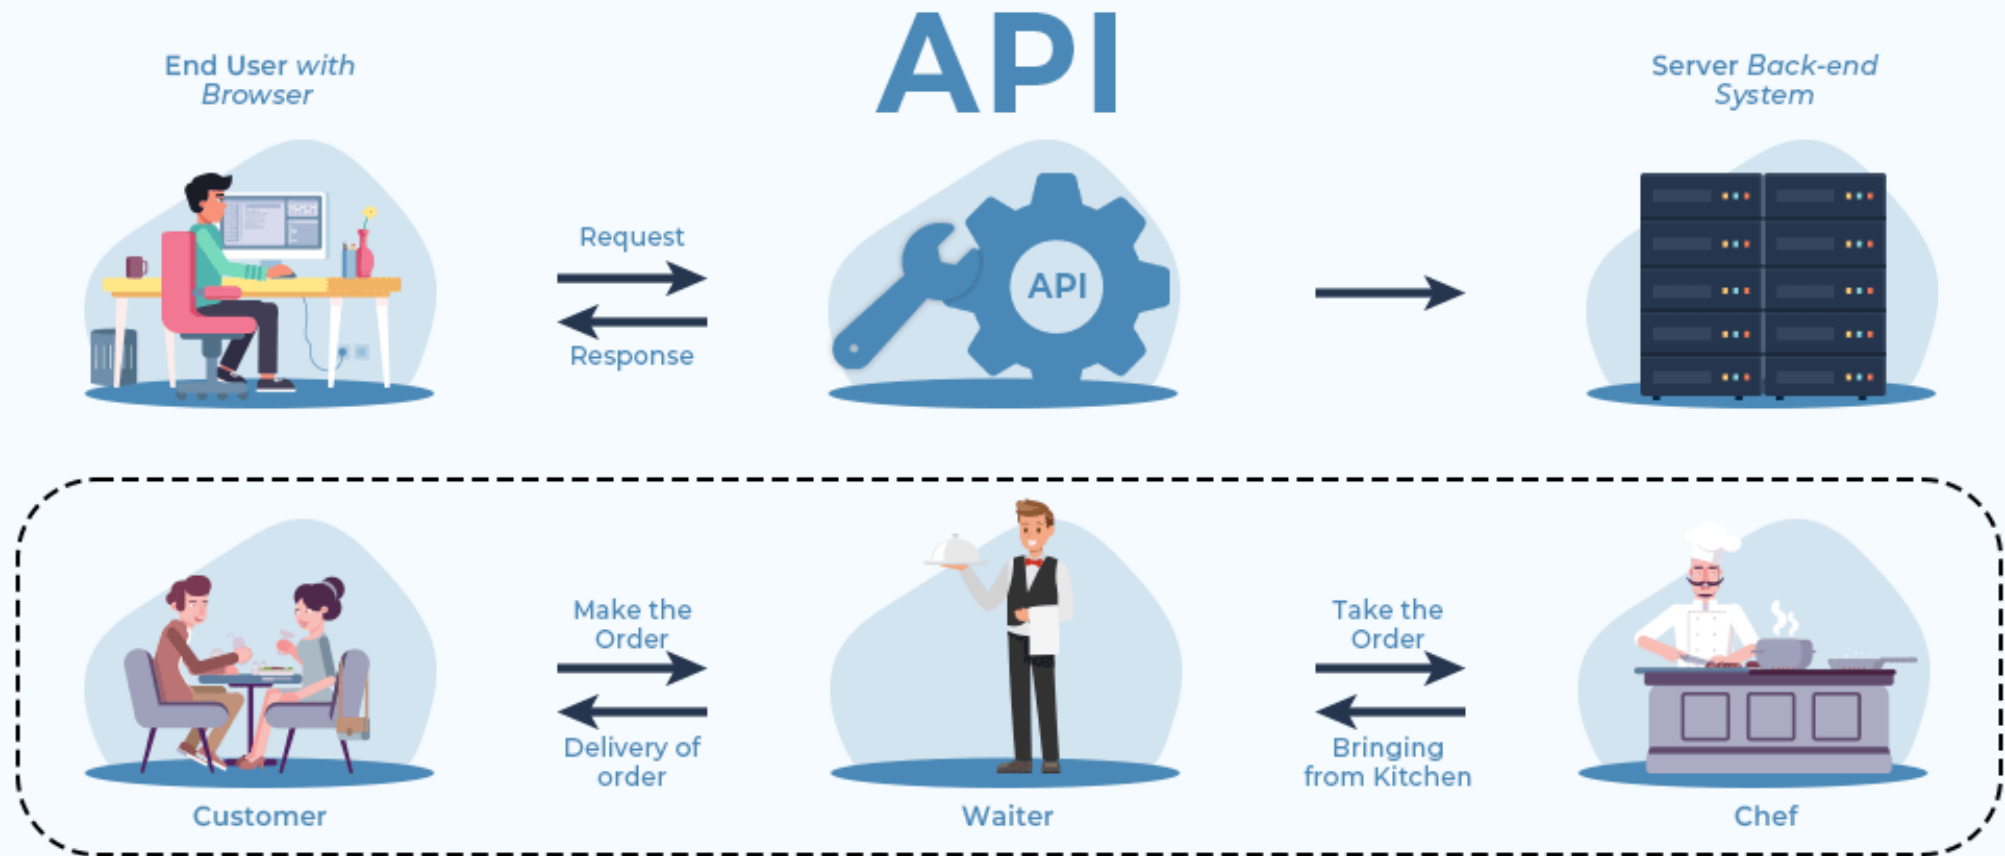 API
End User with
Browser
Server Back-end
System
Request
API
Response
Make the
Order
Take the
Order
Delivery of
order
Bringing
from Kitchen
Customer
Waiter
Chef